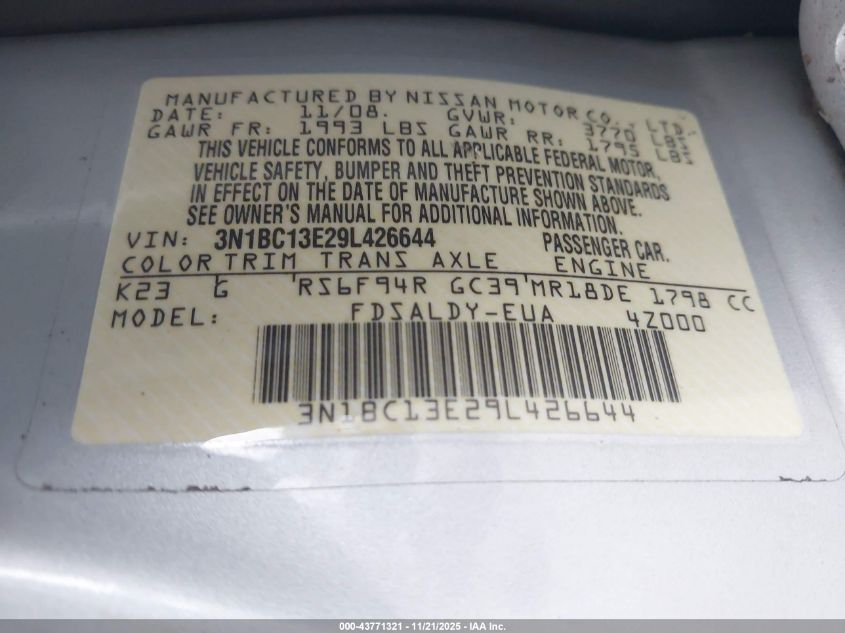 MANUFACTURED BY NISSAN MOTOR CO., LTD.
DATE: 11/08. GVWR: 3770 LBS
GAWR FR: 1993 LBS GAWR RR: 1795 LBS
THIS VEHICLE CONFORMS TO ALL APPLICABLE FEDERAL MOTOR
VEHICLE SAFETY, BUMPER AND THEFT PREVENTION STANDARDS
IN EFFECT ON THE DATE OF MANUFACTURE SHOWN ABOVE.
SEE OWNER'S MANUAL FOR ADDITIONAL INFORMATION.
VIN: 3N1BC13E29L426644 PASSENGER CAR.
COLOR TRIM TRANS AXLE ENGINE
K23 G RS6F94R GC39 MR18DE 1798 CC
MODEL: FDSALDY-EUA 4Z000
3N1BC13E29L426644
000-43771321 - 11/21/2025 - IAA Inc.